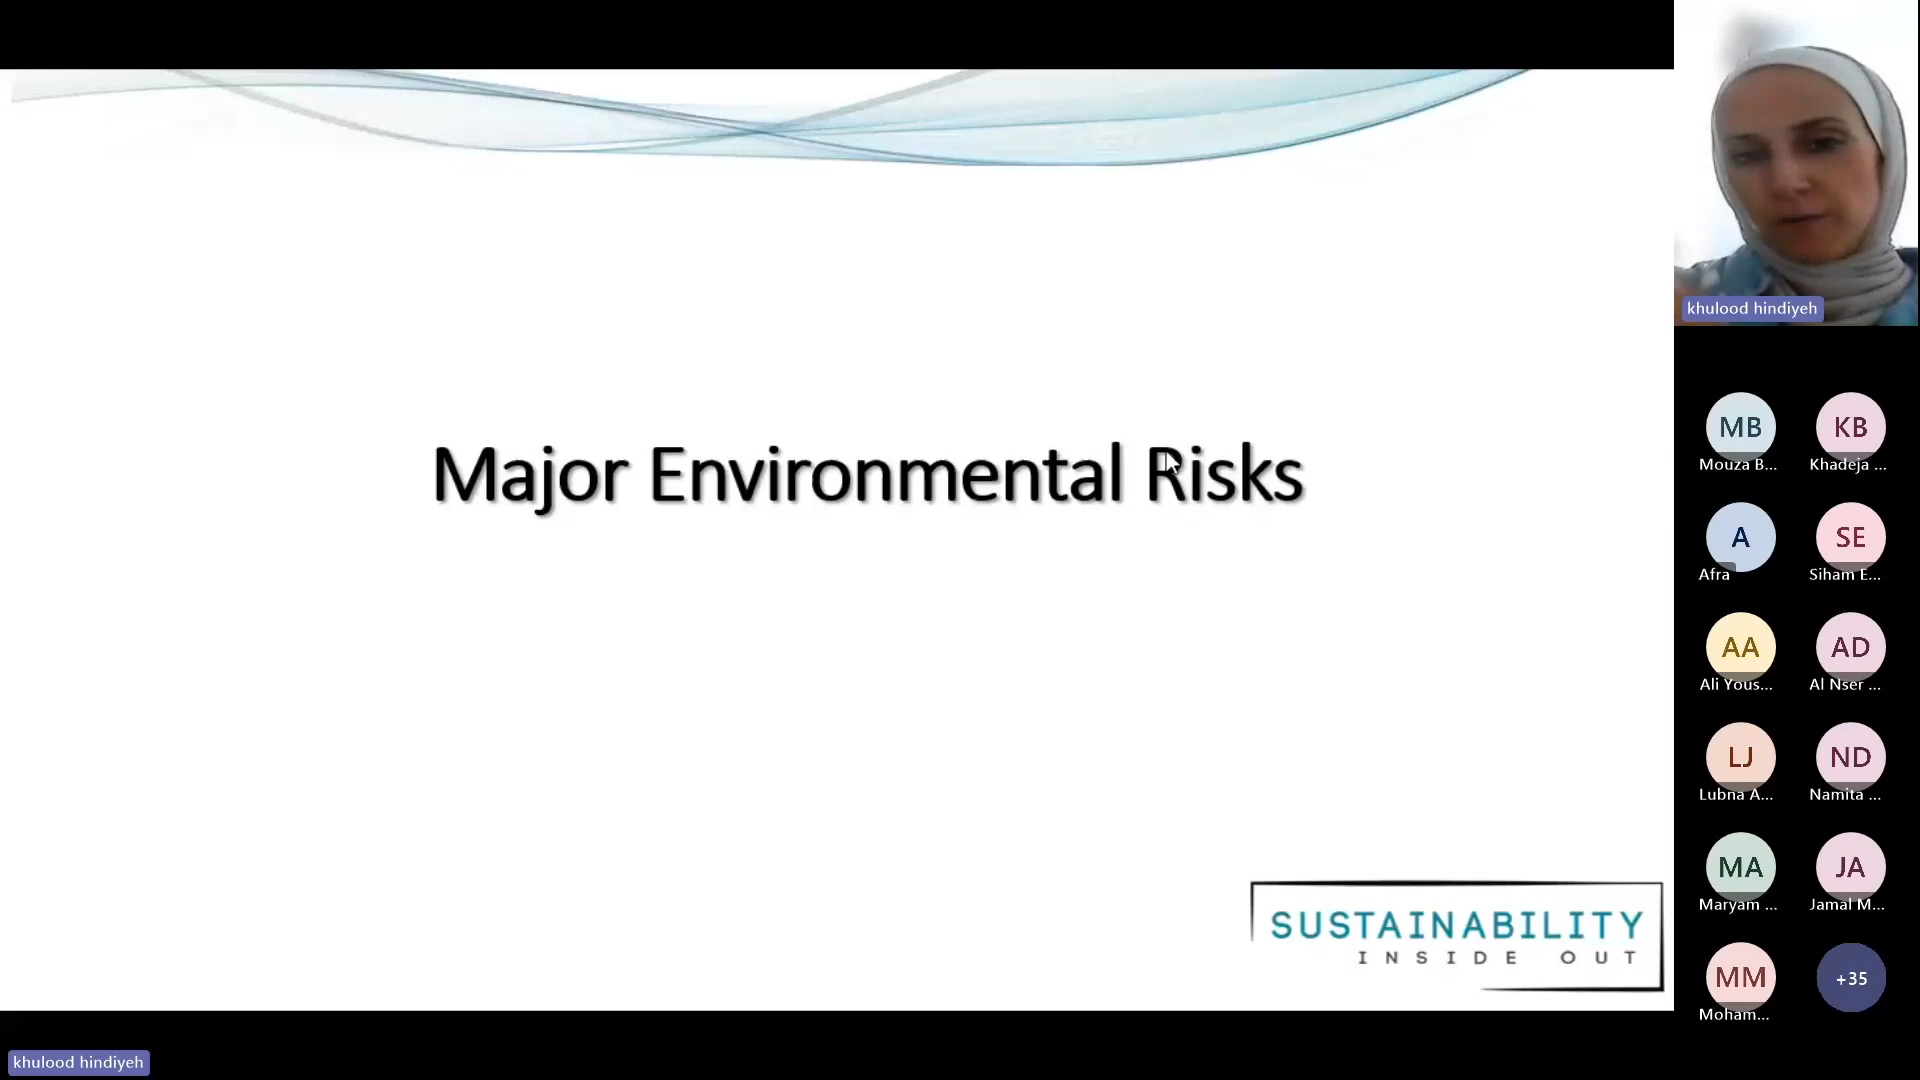 Major Environmental Risks
SUSTAINABILITY
INSIDE OUT
khulood hindiyeh
khulood hindiyeh
MB
KB
Mouza B...
Khadeja ...
A
SE
Afra
Siham E...
AA
AD
Ali Yous...
Al Nser ...
LJ
ND
Lubna A...
Namita ...
MA
JA
Maryam ...
Jamal M...
MM
+35
Moham...